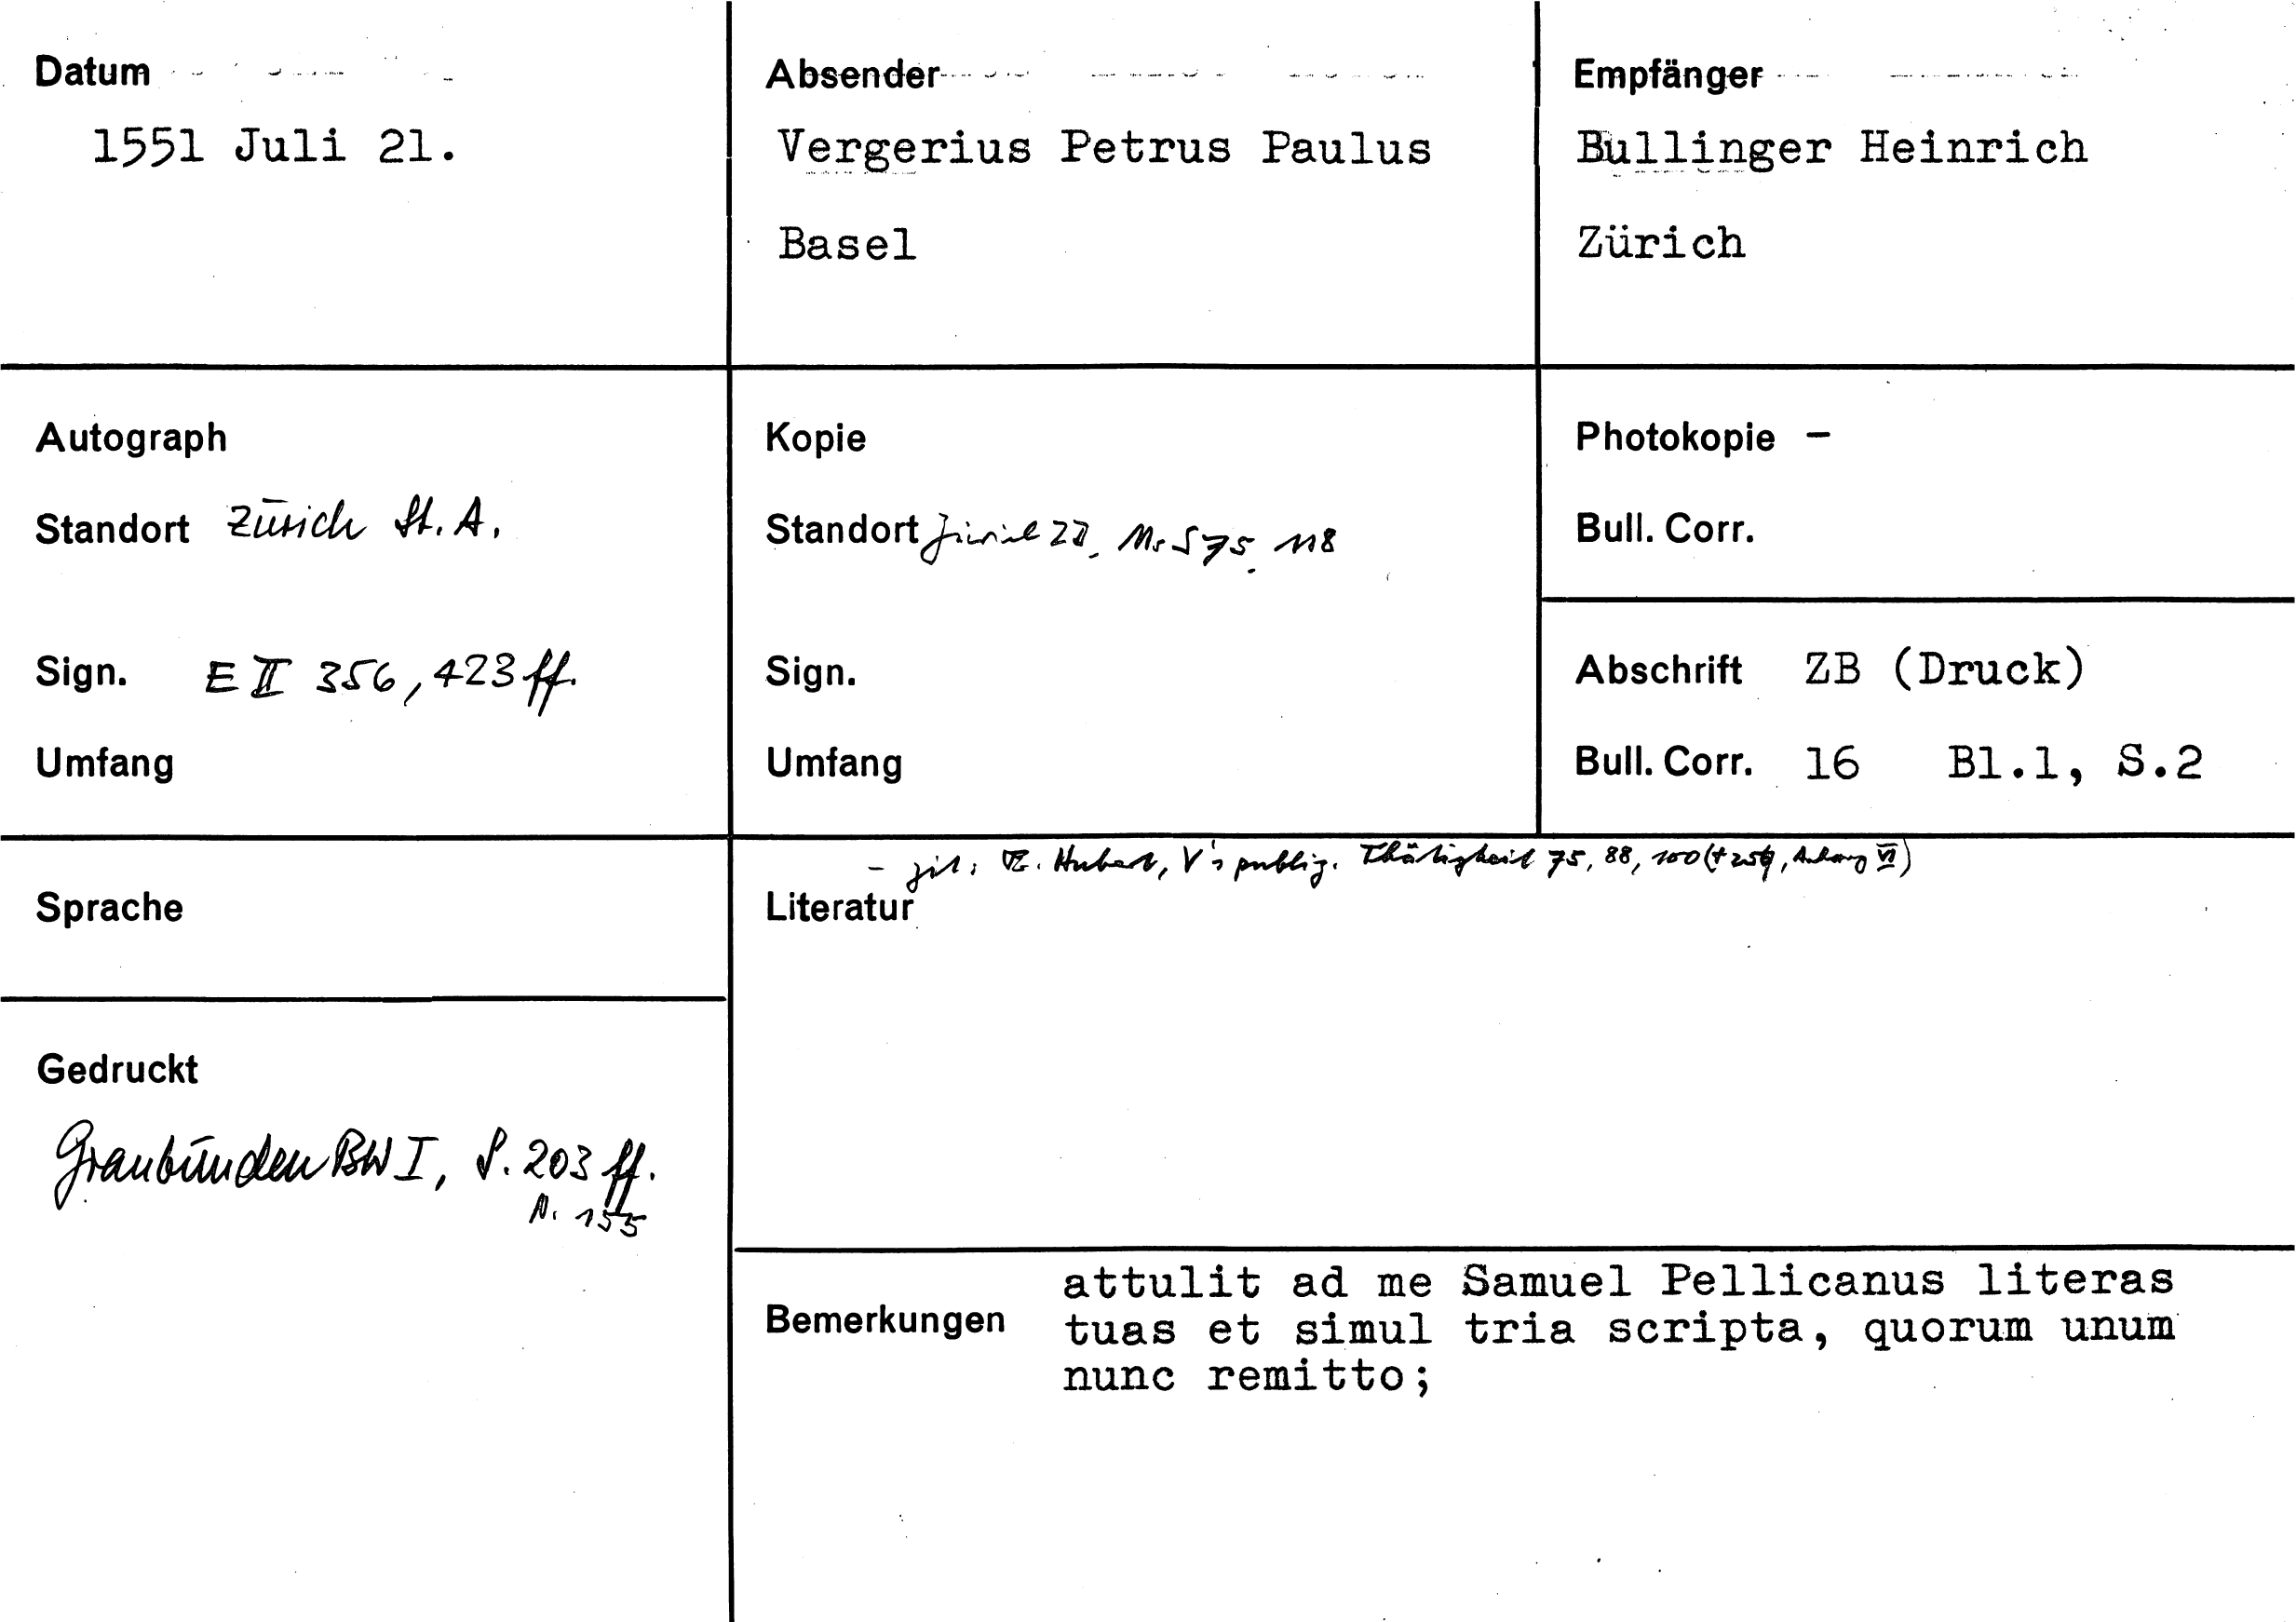 Datum
1551 Juli 21.
Absender
Vergerius Petrus Paulus
Basel
Empfänger
Bullinger Heinrich
Zürich
Autograph
Standort Zürich St. A.
Sign. E II 356, 423 ff.
Umfang
Kopie
Standort Zürich ZB, Ms S 75, 118
Sign.
Umfang
Photokopie –
Bull. Corr.
Abschrift ZB (Druck)
Bull. Corr. 16 Bl.1, S.2
Sprache
Gedruckt
Graubünden BW I, S. 203 ff.
N. 155
- zit: Hubert, V's publiz. Thätigkeit 75, 88, 100 (+ Anhang VI)
Literatur
Bemerkungen
attulit ad me Samuel Pellicanus literas
tuas et simul tria scripta, quorum unum
nunc remitto;